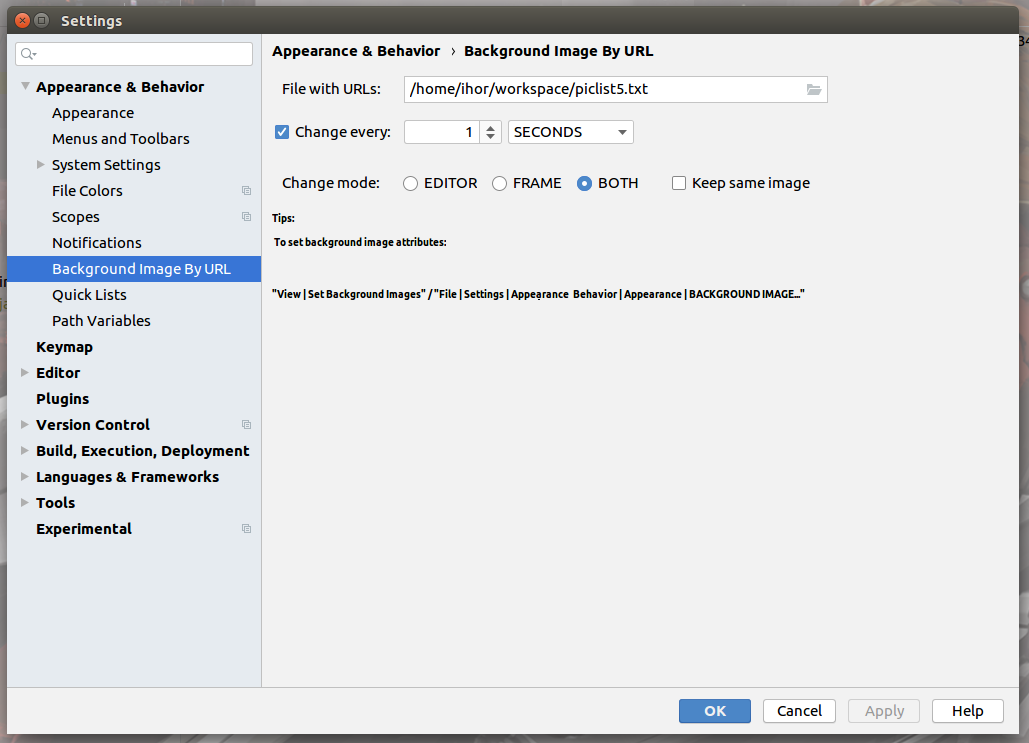 Settings
Appearance & Behavior
Appearance
Menus and Toolbars
System Settings
File Colors
Scopes
Notifications
Background Image By URL
Quick Lists
Path Variables
Keymap
Editor
Plugins
Version Control
Build, Execution, Deployment
Languages & Frameworks
Tools
Experimental
Appearance & Behavior › Background Image By URL
File with URLs: /home/ihor/workspace/piclist5.txt
Change every: 1 SECONDS
Change mode: EDITOR FRAME BOTH Keep same image
Tips:
To set background image attributes:
"View | Set Background Images" / "File | Settings | Appearance Behavior | Appearance | BACKGROUND IMAGE..."
OK Cancel Apply Help